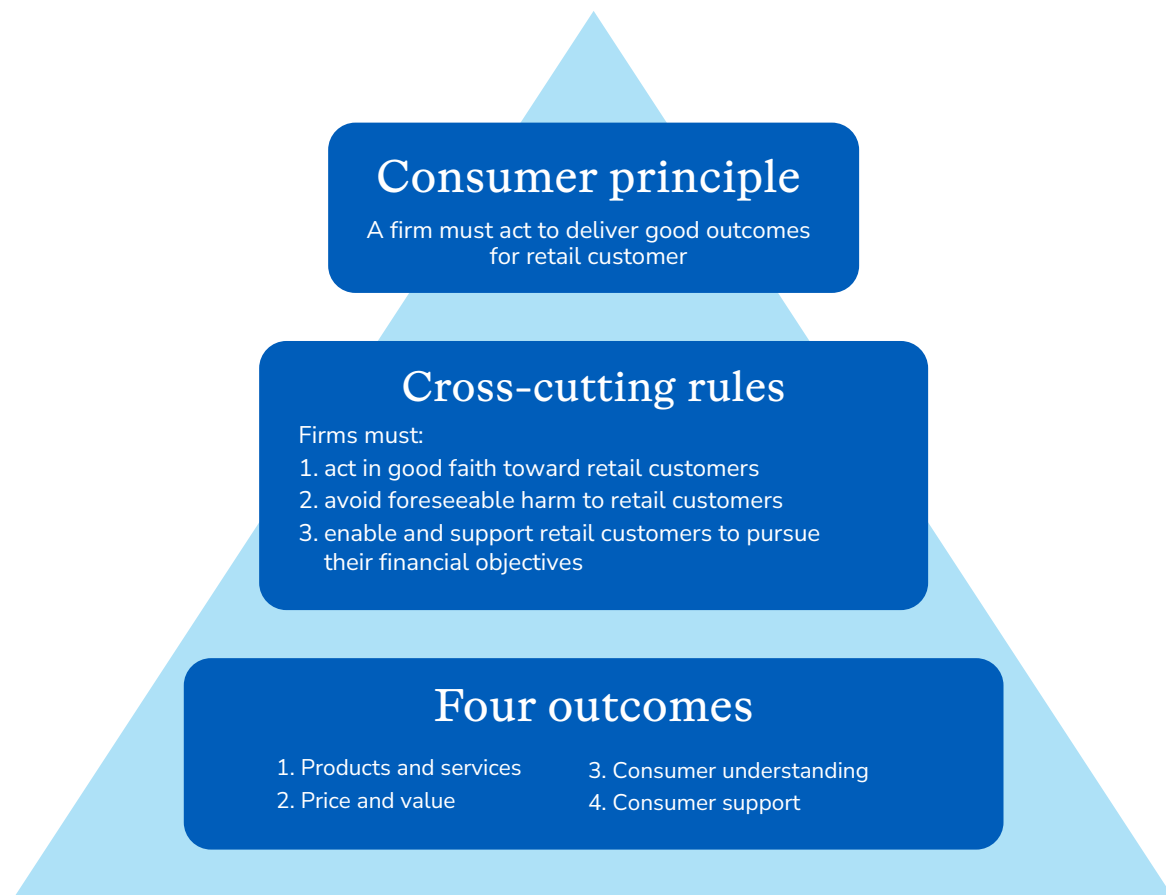 Consumer principle
A firm must act to deliver good outcomes
for retail customer
Cross-cutting rules
Firms must:
1. act in good faith toward retail customers
2. avoid foreseeable harm to retail customers
3. enable and support retail customers to pursue
their financial objectives
Four outcomes
1. Products and services
2. Price and value
3. Consumer understanding
4. Consumer support